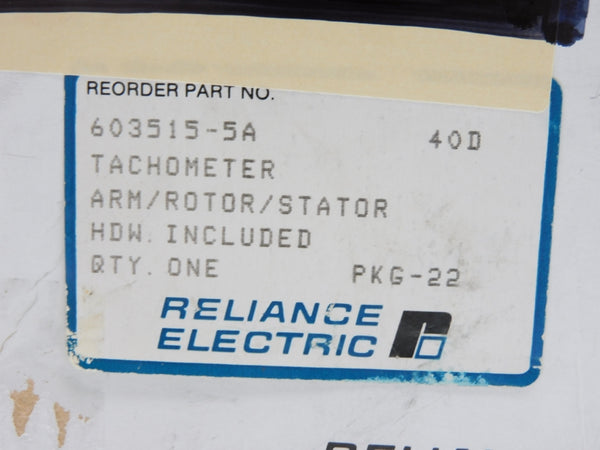 REORDER PART NO.
603515-5A 40D
TACHOMETER
ARM/ROTOR/STATOR
HDW. INCLUDED
QTY. ONE PKG-22
RELIANCE
ELECTRIC